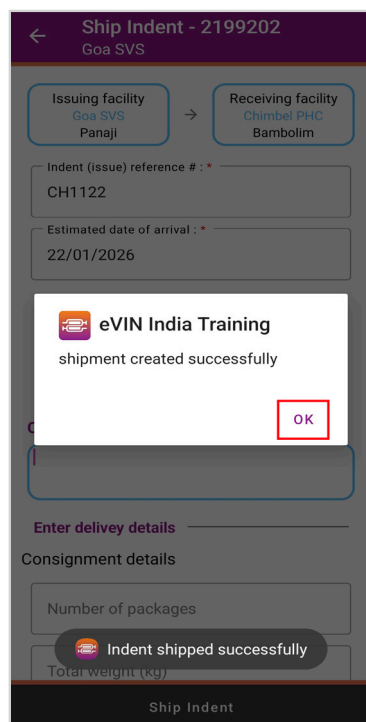 Ship Indent - 2199202
Goa SVS
Issuing facility
Goa SVS
Panaji
→
Receiving facility
Chimbel PHC
Bambolim
Indent (issue) reference # : *
CH1122
Estimated date of arrival : *
22/01/2026
eVIN India Training
shipment created successfully
OK
Enter delivey details
Consignment details
Number of packages
Indent shipped successfully
Total weight (kg)
Ship Indent